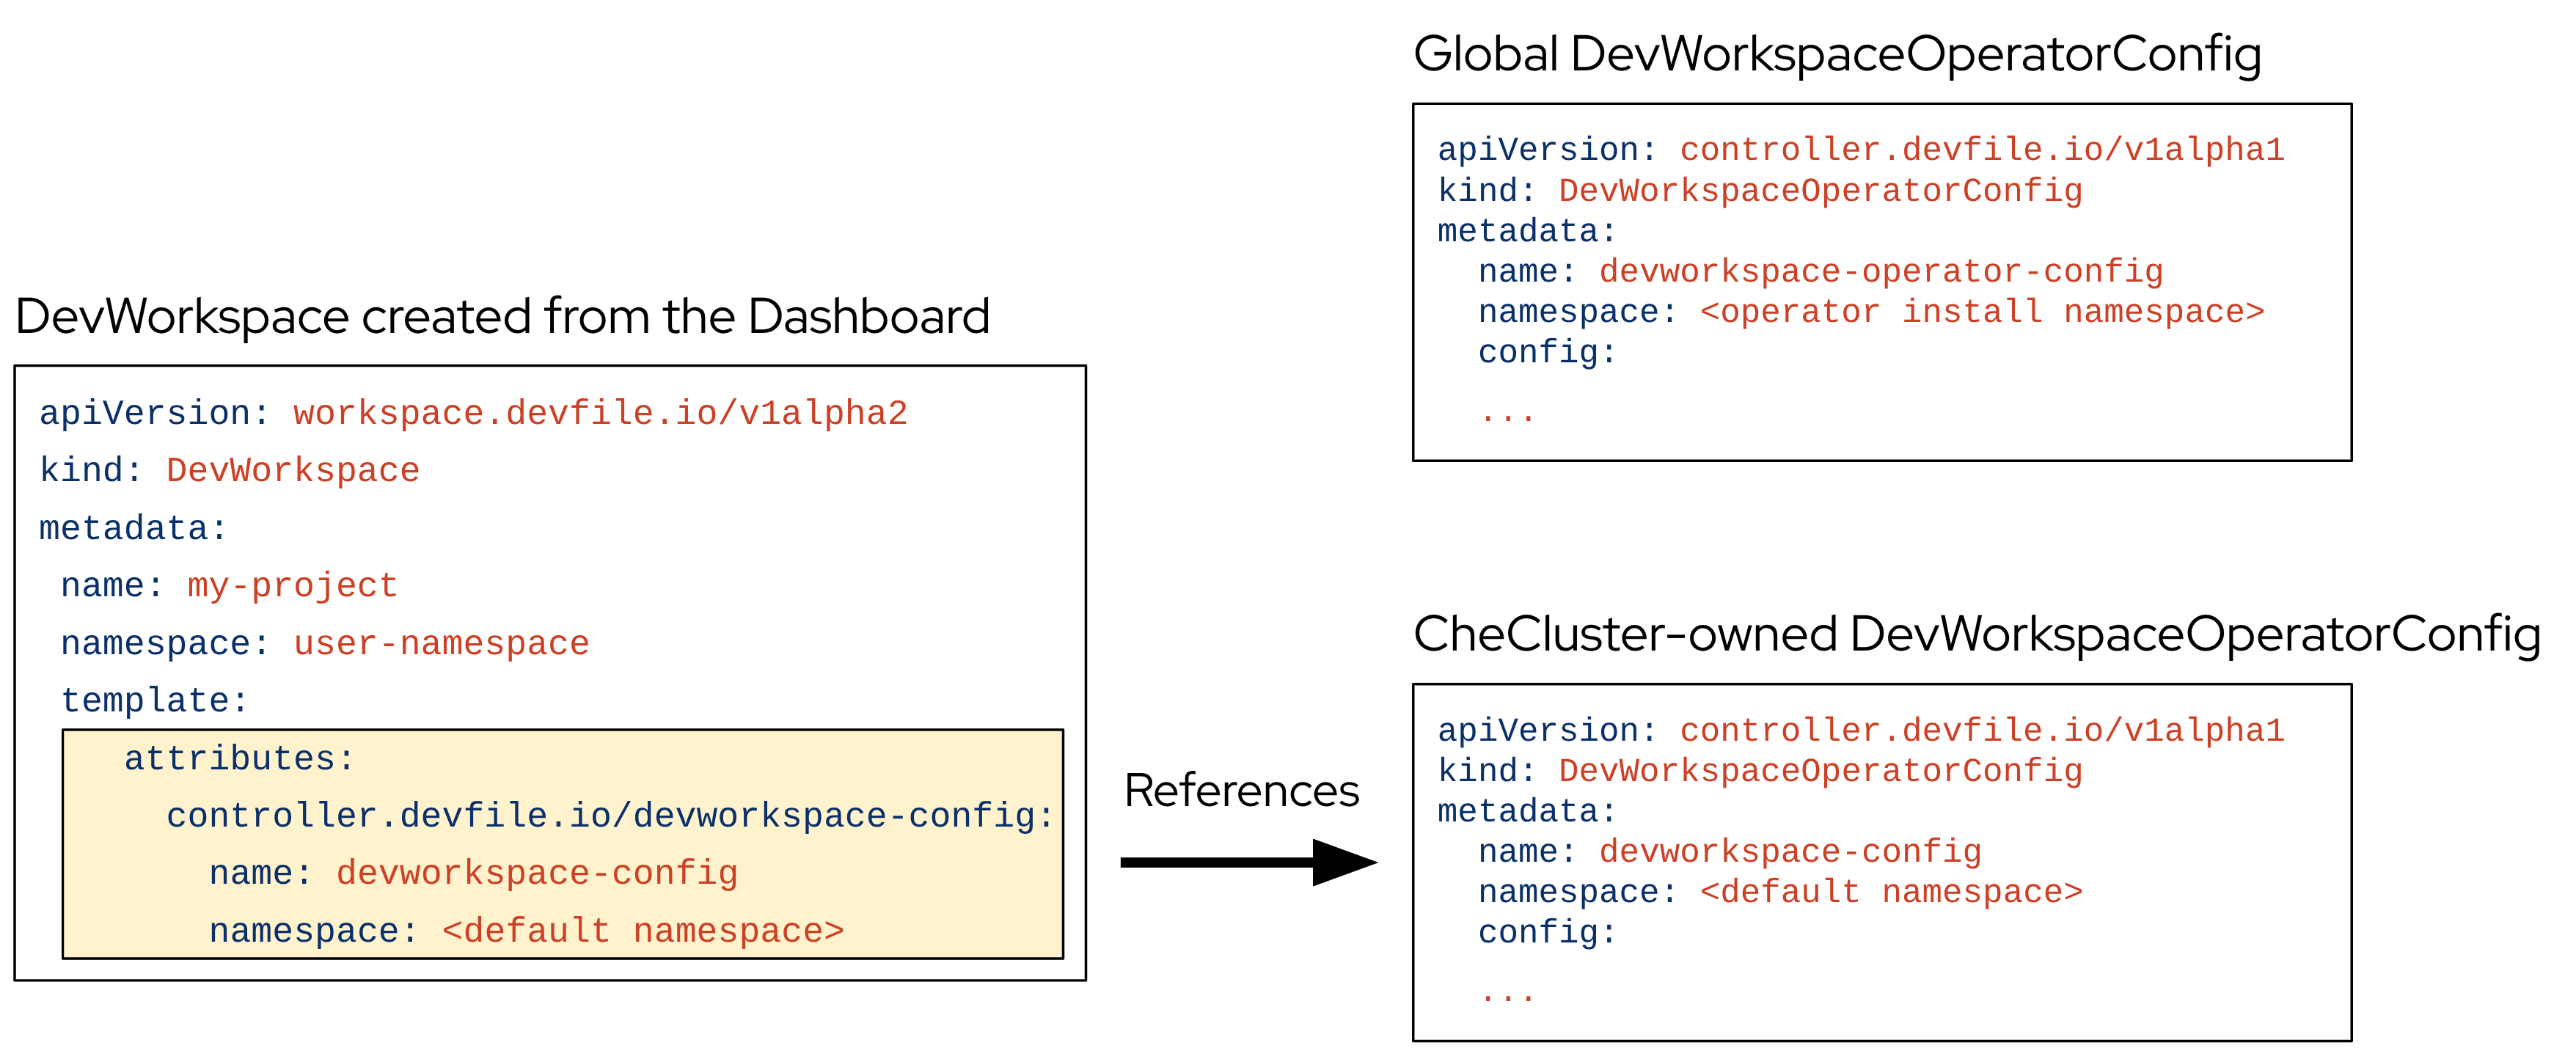 DevWorkspace created from the Dashboard
apiVersion: workspace.devfile.io/v1alpha2
kind: DevWorkspace
metadata:
name: my-project
namespace: user-namespace
template:
attributes:
controller.devfile.io/devworkspace-config:
name: devworkspace-config
namespace: <default namespace>
References
Global DevWorkspaceOperatorConfig
apiVersion: controller.devfile.io/v1alpha1
kind: DevWorkspaceOperatorConfig
metadata:
name: devworkspace-operator-config
namespace: <operator install namespace>
config:
...
CheCluster-owned DevWorkspaceOperatorConfig
apiVersion: controller.devfile.io/v1alpha1
kind: DevWorkspaceOperatorConfig
metadata:
name: devworkspace-config
namespace: <default namespace>
config:
...